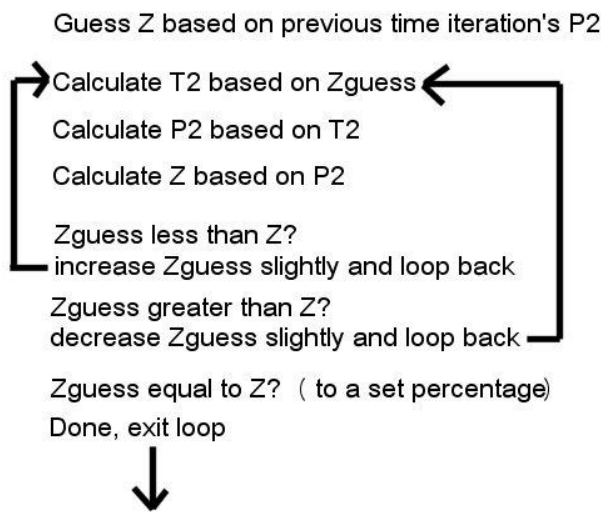 Guess Z based on previous time iteration's P2
Calculate T2 based on Zguess
Calculate P2 based on T2
Calculate Z based on P2
Zguess less than Z?
increase Zguess slightly and loop back
Zguess greater than Z?
decrease Zguess slightly and loop back
Zguess equal to Z? ( to a set percentage)
Done, exit loop